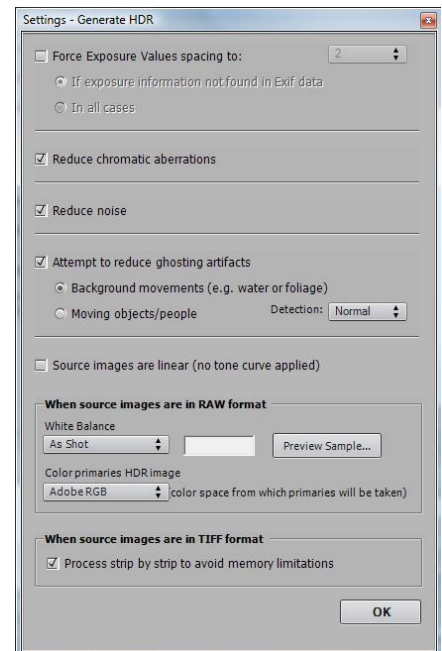 Settings - Generate HDR
Force Exposure Values spacing to: 2
If exposure information not found in Exif data
In all cases
Reduce chromatic aberrations
Reduce noise
Attempt to reduce ghosting artifacts
Background movements (e.g. water or foliage)
Moving objects/people Detection: Normal
Source images are linear (no tone curve applied)
When source images are in RAW format
White Balance
As Shot Preview Sample...
Color primaries HDR image
Adobe RGB color space from which primaries will be taken)
When source images are in TIFF format
Process strip by strip to avoid memory limitations
OK